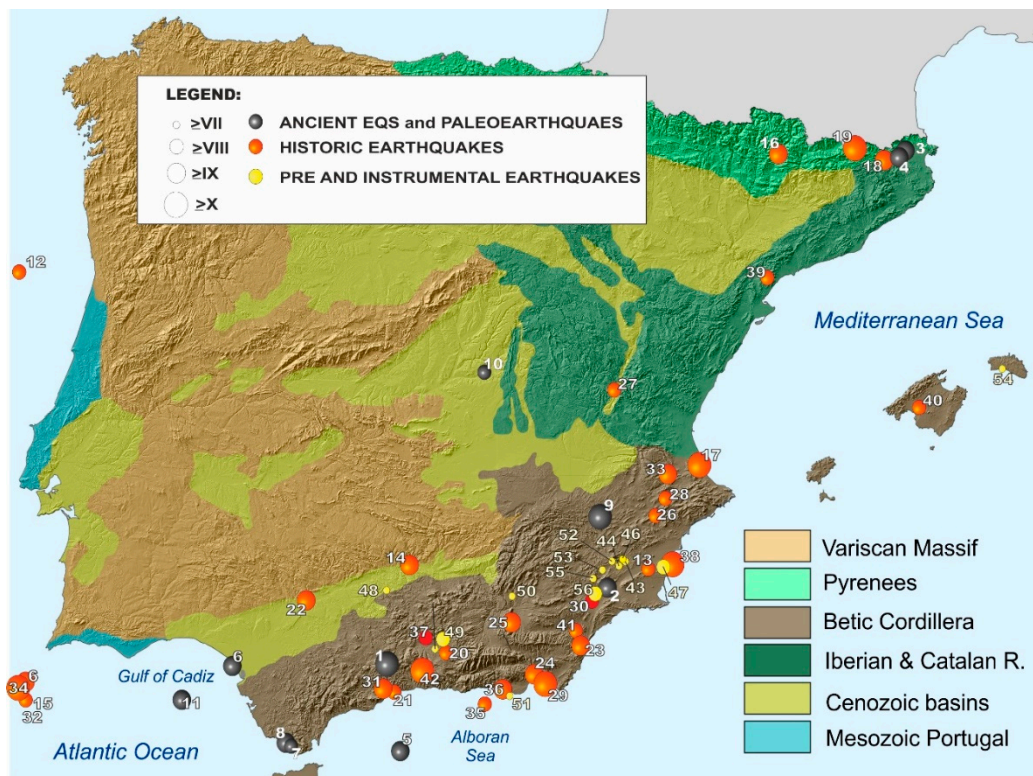 LEGEND:
≥VII
ANCIENT EQS and PALEOEARTHQUAES
≥VIII
HISTORIC EARTHQUAKES
≥IX
PRE AND INSTRUMENTAL EARTHQUAKES
≥X
16
19
18
3
4
12
39
Mediterranean Sea
10
27
54
40
17
33
28
26
9
52
44
46
53
55
13
38
14
48
50
56
2
43
47
30
22
25
41
37
49
20
23
6
Gulf of Cadiz
1
42
24
6
34
15
32
11
31
21
36
29
51
35
8
7
5
Alboran
Sea
Atlantic Ocean
Variscan Massif
Pyrenees
Betic Cordillera
Iberian & Catalan R.
Cenozoic basins
Mesozoic Portugal